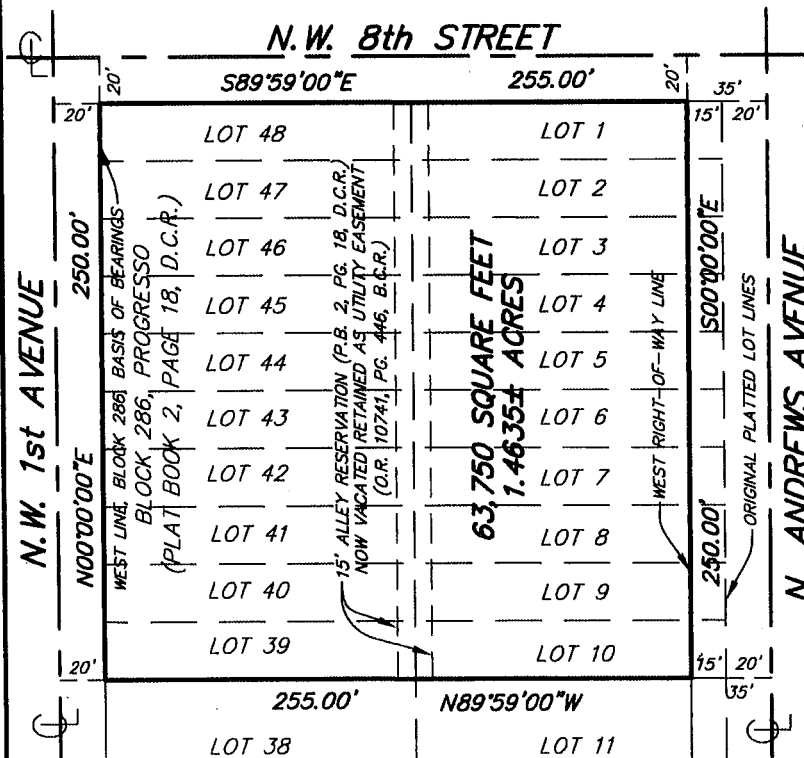 N.W. 8th STREET
20'
S89°59'00"E
255.00'
20'
35'
20'
15'
20'
LOT 48
LOT 1
LOT 47
LOT 2
LOT 46
LOT 3
LOT 45
LOT 4
LOT 44
LOT 5
LOT 43
LOT 6
LOT 42
LOT 7
LOT 41
LOT 8
LOT 40
LOT 9
LOT 39
LOT 10
N.W. 1st AVENUE
250.00'
N00°00'00"E
WEST LINE, BLOCK 286, BASIS OF BEARINGS
BLOCK 286, PROGRESSO
(PLAT BOOK 2, PAGE 18, D.C.R.)
15' ALLEY RESERVATION (P.B. 2, PG. 18, D.C.R.)
NOW VACATED RETAINED AS UTILITY EASEMENT
(O.R. 10741, PG. 446, B.C.R.)
63,750 SQUARE FEET
1.4635± ACRES
WEST RIGHT-OF-WAY LINE
S00°00'00"E
250.00'
ORIGINAL PLATTED LOT LINES
N. ANDREWS AVENUE
20'
15'
20'
35'
255.00'
N89°59'00"W
LOT 38
LOT 11